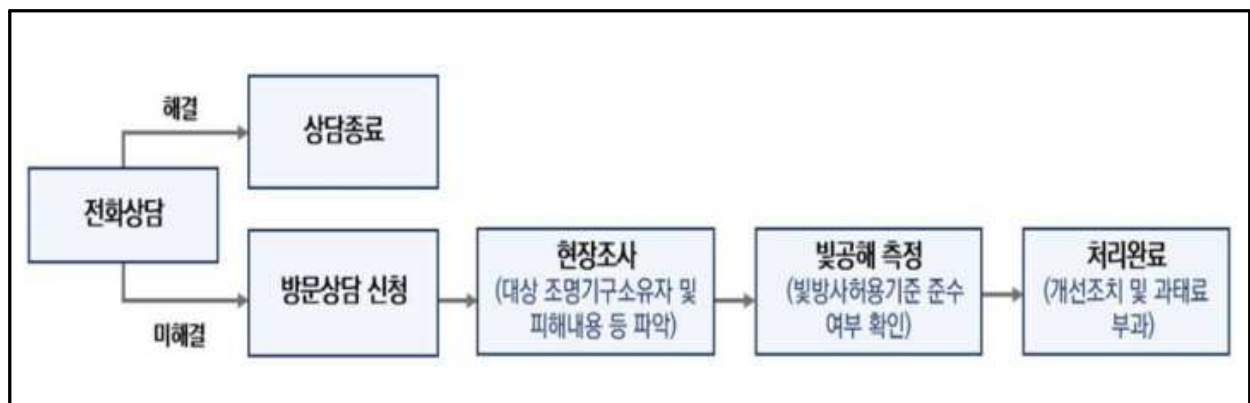 해결
상담종료
전화상담
미해결
방문상담 신청
현장조사
(대상 조명기구소유자 및
피해내용 등 파악)
빛공해 측정
(빛방사허용기준 준수
여부 확인)
처리완료
(개선조치 및 과태료
부과)